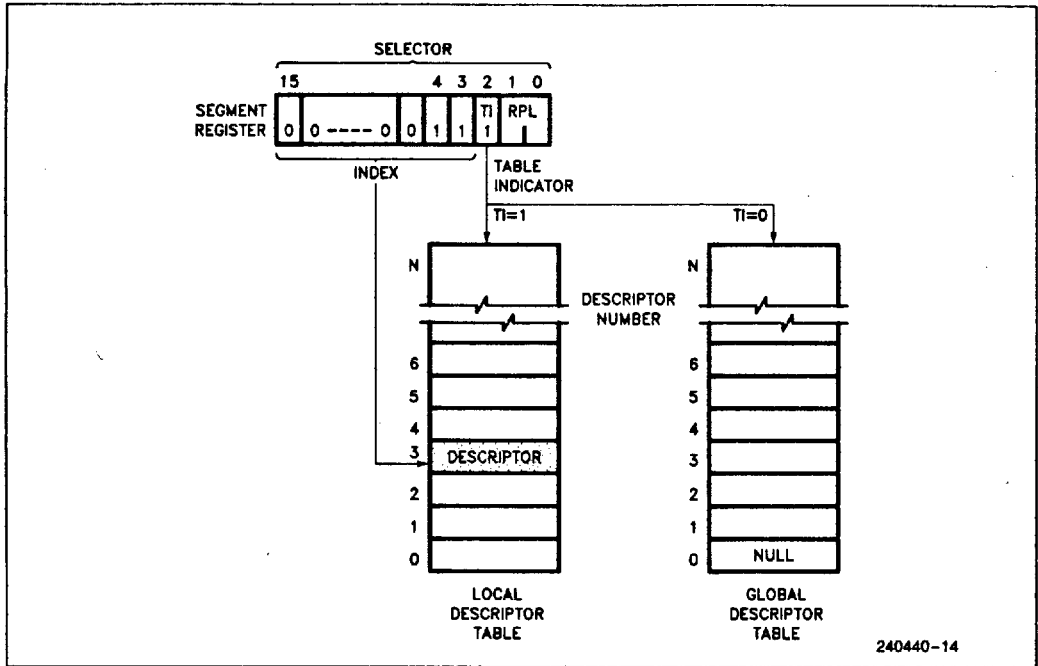 SELECTOR
15 4 3 2 1 0
SEGMENT REGISTER
TI RPL
0 0 ---- 0 0 1 1 1
INDEX
TABLE INDICATOR
TI=1
TI=0
N
N
DESCRIPTOR NUMBER
6
6
5
5
4
4
3 DESCRIPTOR
3
2
2
1
1
0
0 NULL
LOCAL DESCRIPTOR TABLE
GLOBAL DESCRIPTOR TABLE
240440-14